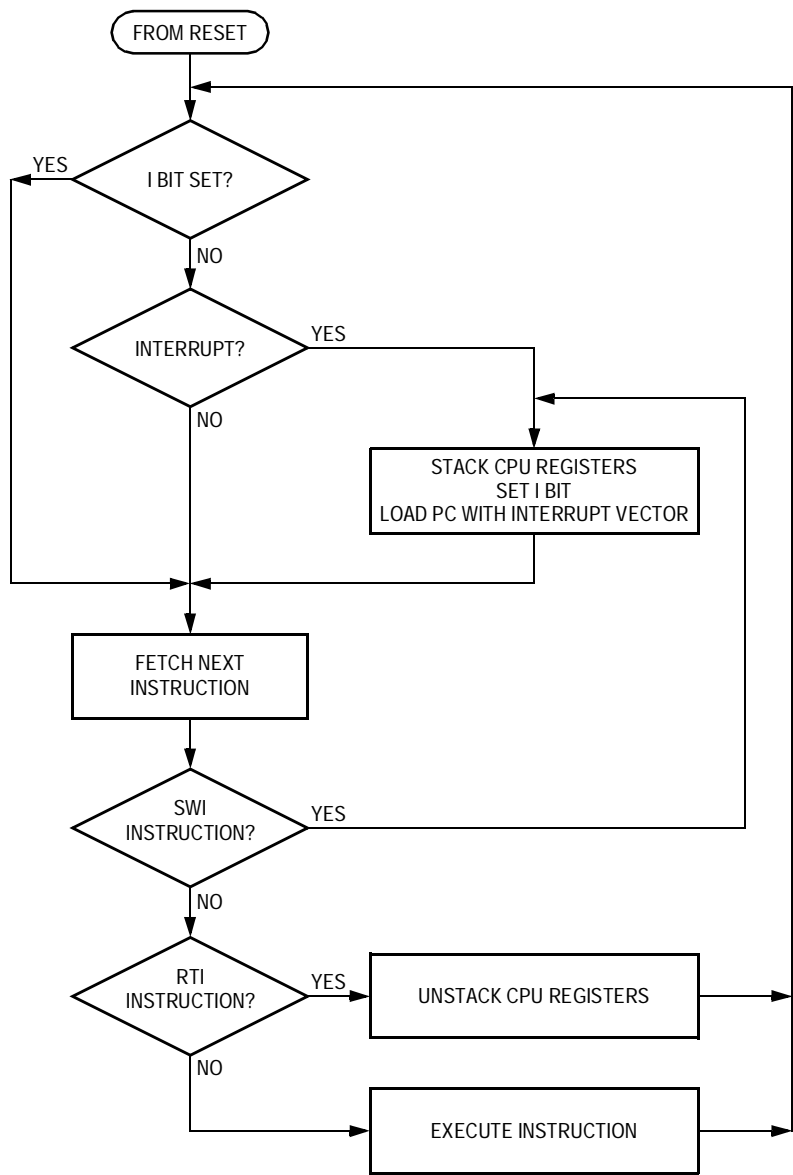 FROM RESET
YES
I BIT SET?
NO
INTERRUPT?
YES
NO
STACK CPU REGISTERS
SET I BIT
LOAD PC WITH INTERRUPT VECTOR
FETCH NEXT
INSTRUCTION
SWI
INSTRUCTION?
YES
NO
RTI
INSTRUCTION?
YES
UNSTACK CPU REGISTERS
NO
EXECUTE INSTRUCTION